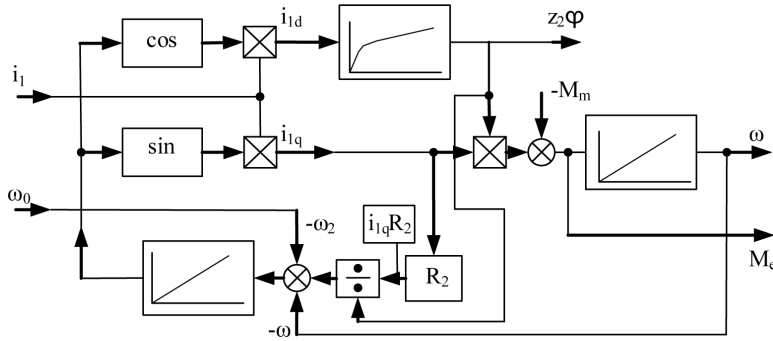 cos
i₁d
z₂φ
i₁
-Mₘ
sin
i₁q
ω
ω₀
-ω₂
i₁qR₂
÷
R₂
Mₑ
-ω